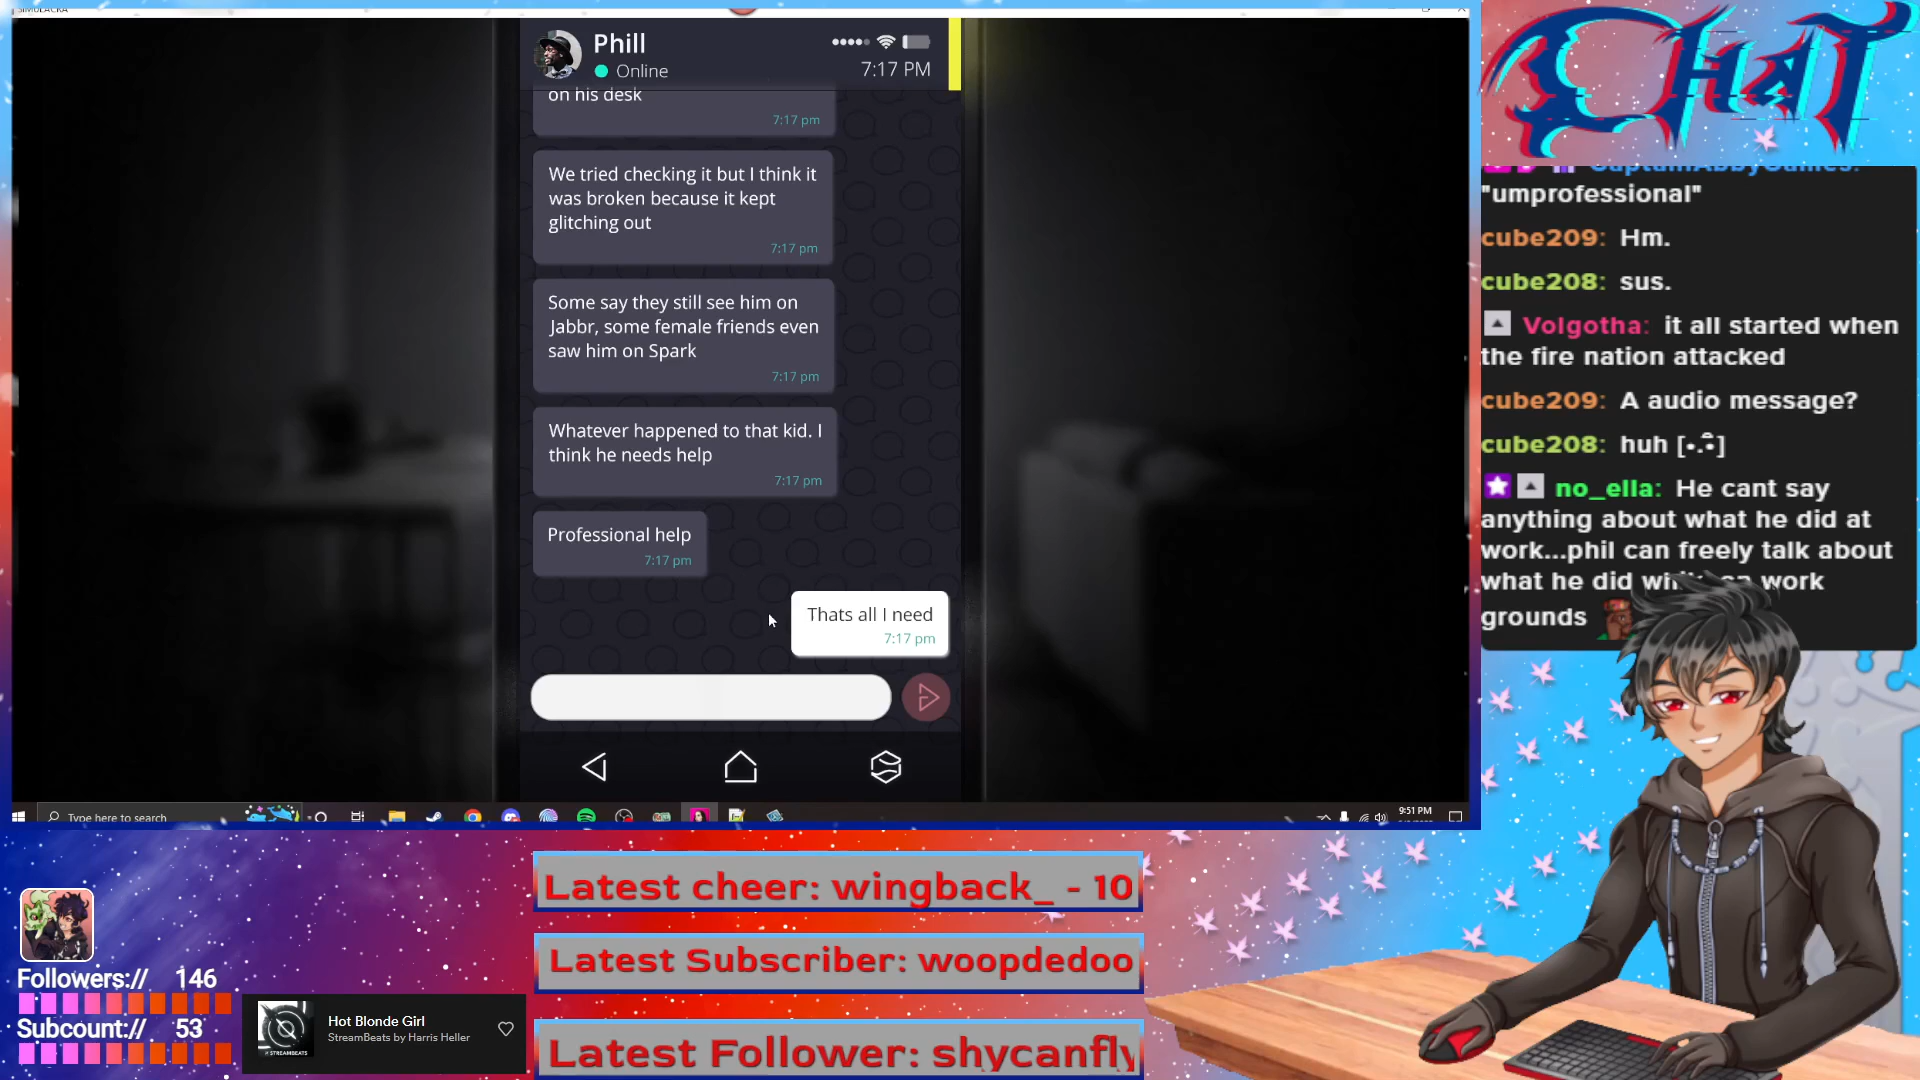 SIMULACRA
Phill
Online
7:17 PM
on his desk
7:17 pm
We tried checking it but I think it
was broken because it kept
glitching out
7:17 pm
Some say they still see him on
Jabbr, some female friends even
saw him on Spark
7:17 pm
Whatever happened to that kid. I
think he needs help
7:17 pm
Professional help
7:17 pm
Thats all I need
7:17 pm
Type here to search
9:51 PM
CHAT
CaptainAbbyGames:
"umprofessional"
cube209: Hm.
cube208: sus.
Volgotha: it all started when
the fire nation attacked
cube209: A audio message?
cube208: huh
no_ella: He cant say
anything about what he did at
work...phil can freely talk about
what he did work
grounds
Followers:// 146
Subcount:// 53
STREAMBEATS
Hot Blonde Girl
StreamBeats by Harris Heller
Latest cheer: wingback_ - 10
Latest Subscriber: woopdedoo
Latest Follower: shycanfly